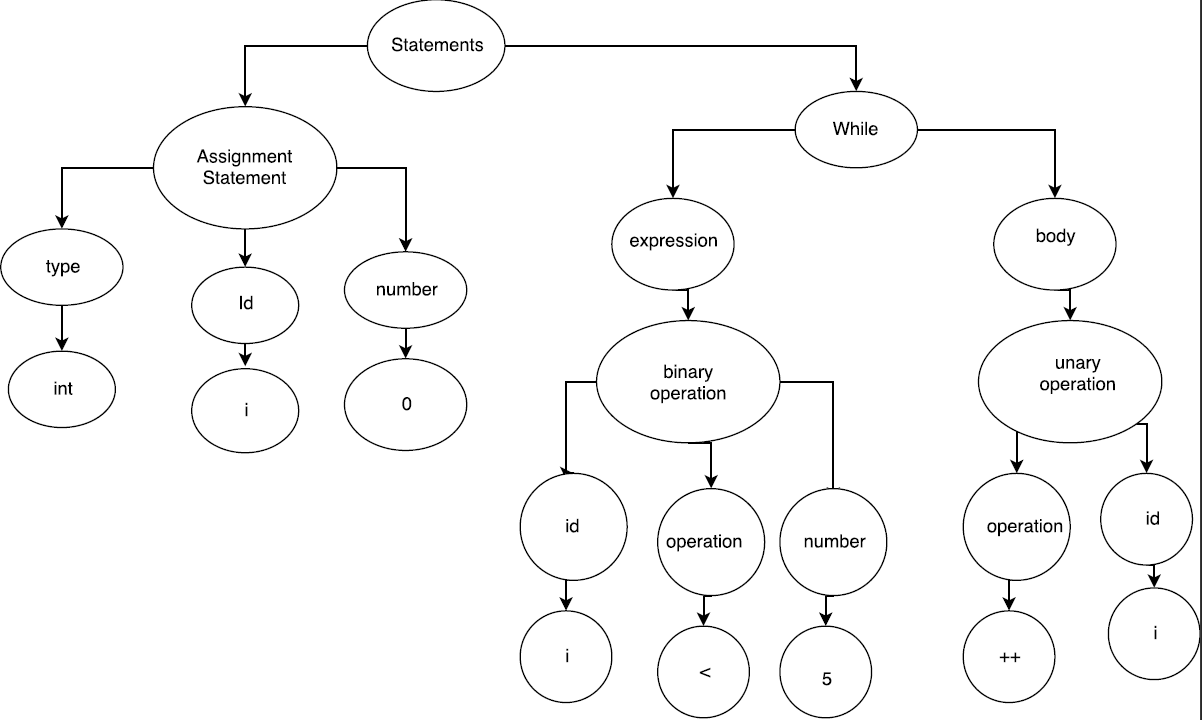 Statements
While
Assignment
Statement
expression
body
type
Id
number
int
i
0
binary
operation
unary
operation
id
operation
number
operation
id
i
<
5
++
i